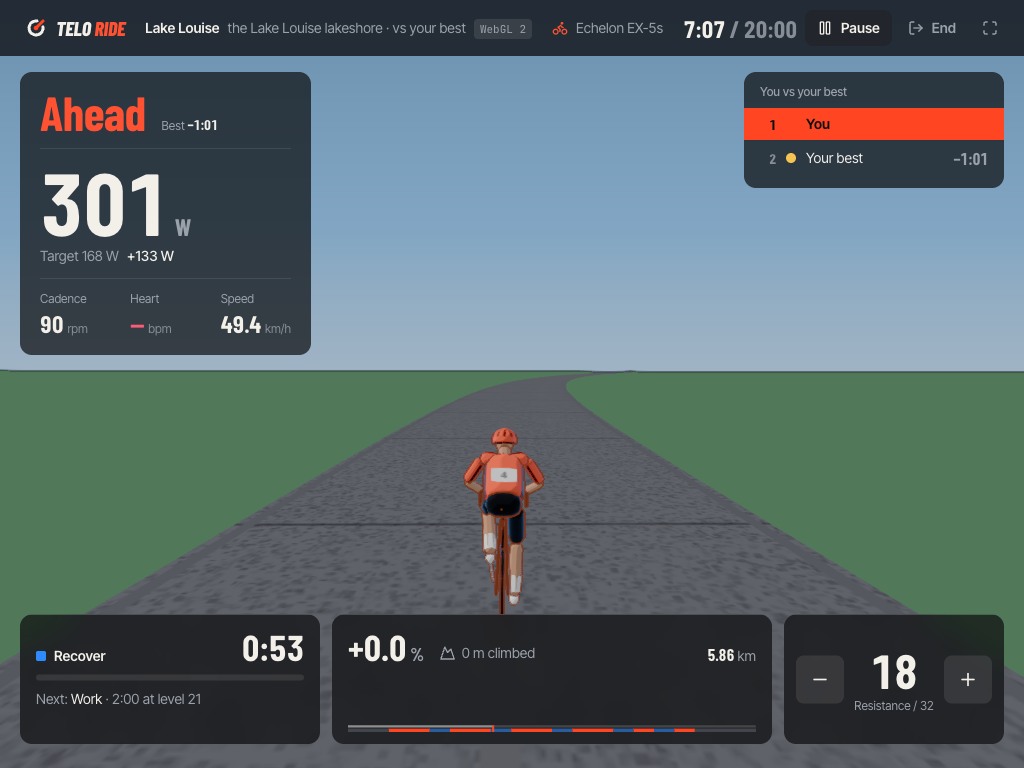 TELO RIDE Lake Louise the Lake Louise lakeshore · vs your best WebGL 2 Echelon EX-5s 7:07 / 20:00 Pause End
Ahead Best −1:01
301 W
Target 168 W +133 W
Cadence Heart Speed
90 rpm – bpm 49.4 km/h
You vs your best
1 You
2 Your best −1:01
4
Recover 0:53
Next: Work · 2:00 at level 21
+0.0 % 0 m climbed 5.86 km
− 18 +
Resistance / 32